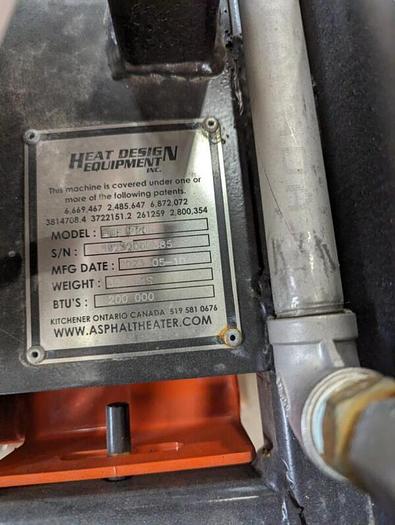 HEAT DESIGN
EQUIPMENT INC.
This machine is covered under one or
more of the following patents.
6,669,467 2,485,647 6,872,072
3814708.4 3722151.2 261259 2,800,354
MODEL :
S/N :
MFG DATE : 05-10
WEIGHT :
BTU'S : 200 000
KITCHENER ONTARIO CANADA 519 581 0676
WWW.ASPHALTHEATER.COM